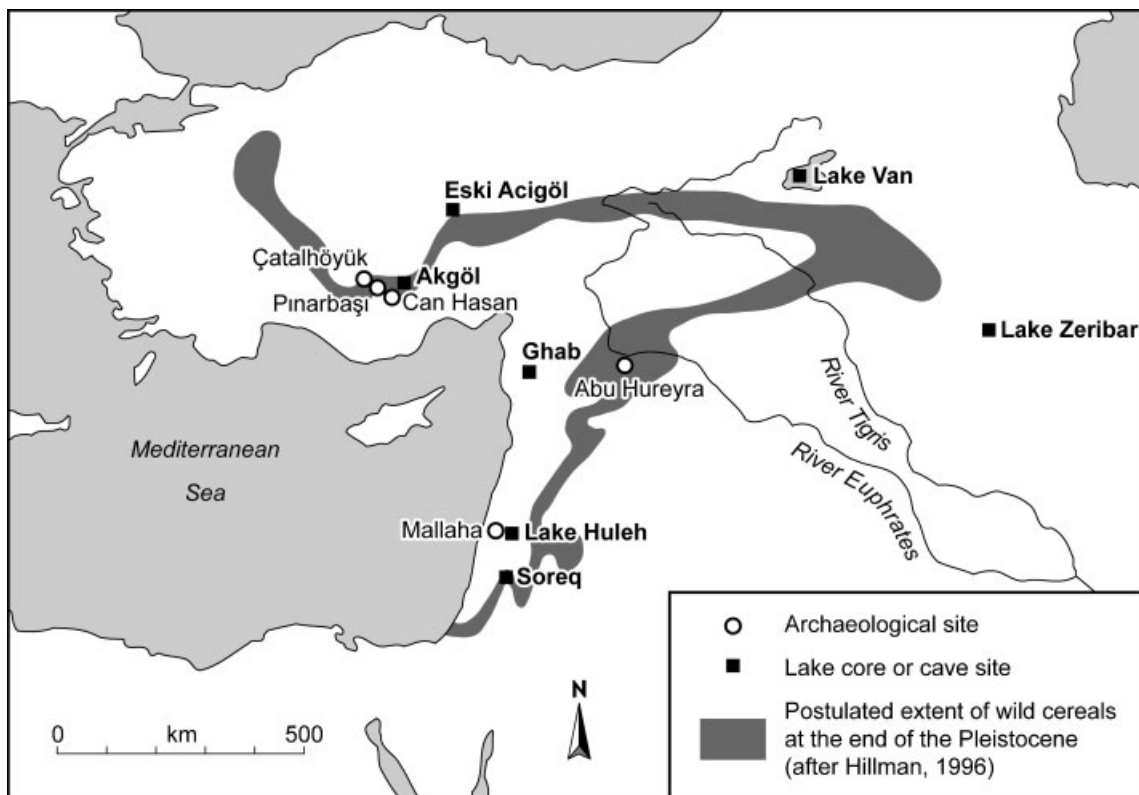 Lake Van
Eski Acigöl
Çatalhöyük
Akgöl
Pınarbaşı
Can Hasan
Lake Zeribar
Ghab
Abu Hureyra
River Tigris
Mediterranean
Sea
River Euphrates
Mallaha
Lake Huleh
Soreq
Archaeological site
Lake core or cave site
N
0 km 500
Postulated extent of wild cereals
at the end of the Pleistocene
(after Hillman, 1996)